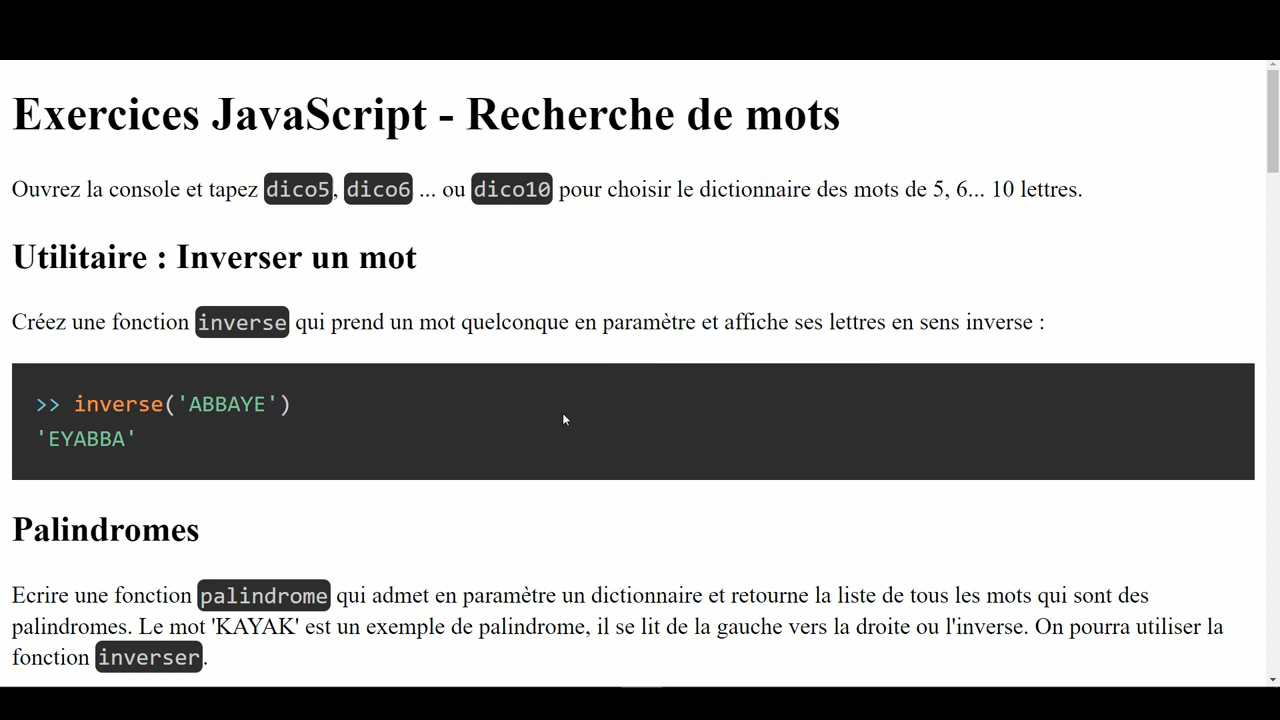 Exercices JavaScript - Recherche de mots
Ouvrez la console et tapez dico5, dico6 ... ou dico10 pour choisir le dictionnaire des mots de 5, 6... 10 lettres.
Utilitaire : Inverser un mot
Créez une fonction inverse qui prend un mot quelconque en paramètre et affiche ses lettres en sens inverse :
>> inverse('ABBAYE')
'EYABBA'
Palindromes
Ecrire une fonction palindrome qui admet en paramètre un dictionnaire et retourne la liste de tous les mots qui sont des
palindromes. Le mot 'KAYAK' est un exemple de palindrome, il se lit de la gauche vers la droite ou l'inverse. On pourra utiliser la
fonction inverser.